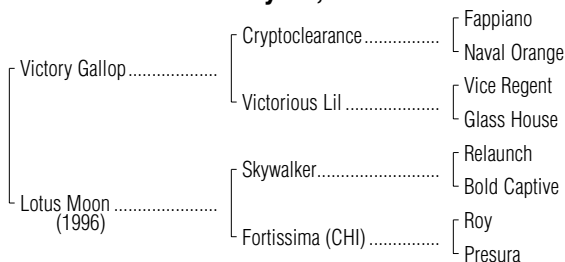 Fappiano
Cryptoclearance................
Naval Orange
Victory Gallop...................
Vice Regent
Victorious Lil ....................
Glass House
Relaunch
Skywalker..........................
Bold Captive
Lotus Moon ......................
(1996)
Roy
Fortissima (CHI) ...............
Presura